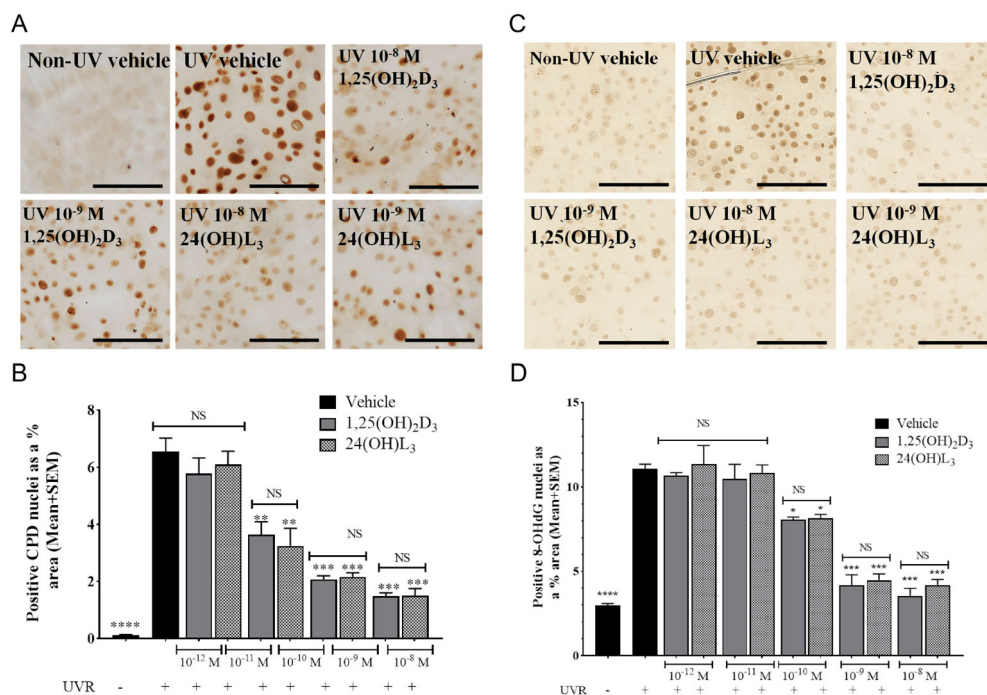 A
Non-UV vehicle
UV vehicle
UV 10⁻⁸ M
1,25(OH)₂D₃
UV 10⁻⁹ M
1,25(OH)₂D₃
UV 10⁻⁸ M
24(OH)L₃
UV 10⁻⁹ M
24(OH)L₃
B
Positive CPD nuclei as a %
area (Mean+SEM)
8
6
4
2
0
Vehicle
1,25(OH)₂D₃
24(OH)L₃
NS
NS
NS
NS
****
**
**
***
***
***
***
10⁻¹² M
10⁻¹¹ M
10⁻¹⁰ M
10⁻⁹ M
10⁻⁸ M
UVR - + + + + + + + + + +
C
Non-UV vehicle
UV vehicle
UV 10⁻⁸ M
1,25(OH)₂D₃
UV 10⁻⁹ M
1,25(OH)₂D₃
UV 10⁻⁸ M
24(OH)L₃
UV 10⁻⁹ M
24(OH)L₃
D
Positive 8-OHdG nuclei as
a % area (Mean+SEM)
15
10
5
0
Vehicle
1,25(OH)₂D₃
24(OH)L₃
NS
NS
NS
NS
****
*
*
***
***
***
***
10⁻¹² M
10⁻¹¹ M
10⁻¹⁰ M
10⁻⁹ M
10⁻⁸ M
UVR - + + + + + + + + + + +